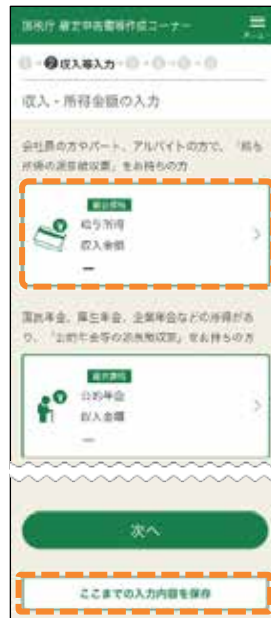 国税庁 確定申告書等作成コーナー
2 収入等入力
収入・所得金額の入力
会社員の方やパート、アルバイトの方で、「給与
所得の源泉徴収票」をお持ちの方
総合課税
給与所得
収入金額
ー
国民年金、厚生年金、企業年金などの所得があ
り、「公的年金等の源泉徴収票」をお持ちの方
総合課税
公的年金
収入金額
ー
次へ
ここまでの入力内容を保存